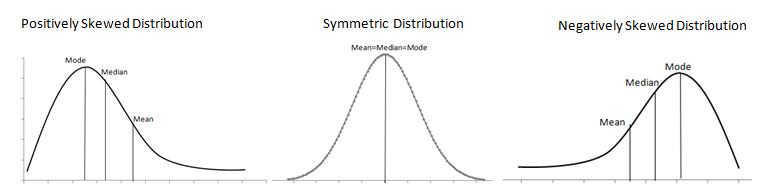 Positively Skewed Distribution
Mode
Median
Mean
Symmetric Distribution
Mean=Median=Mode
Negatively Skewed Distribution
Mode
Median
Mean